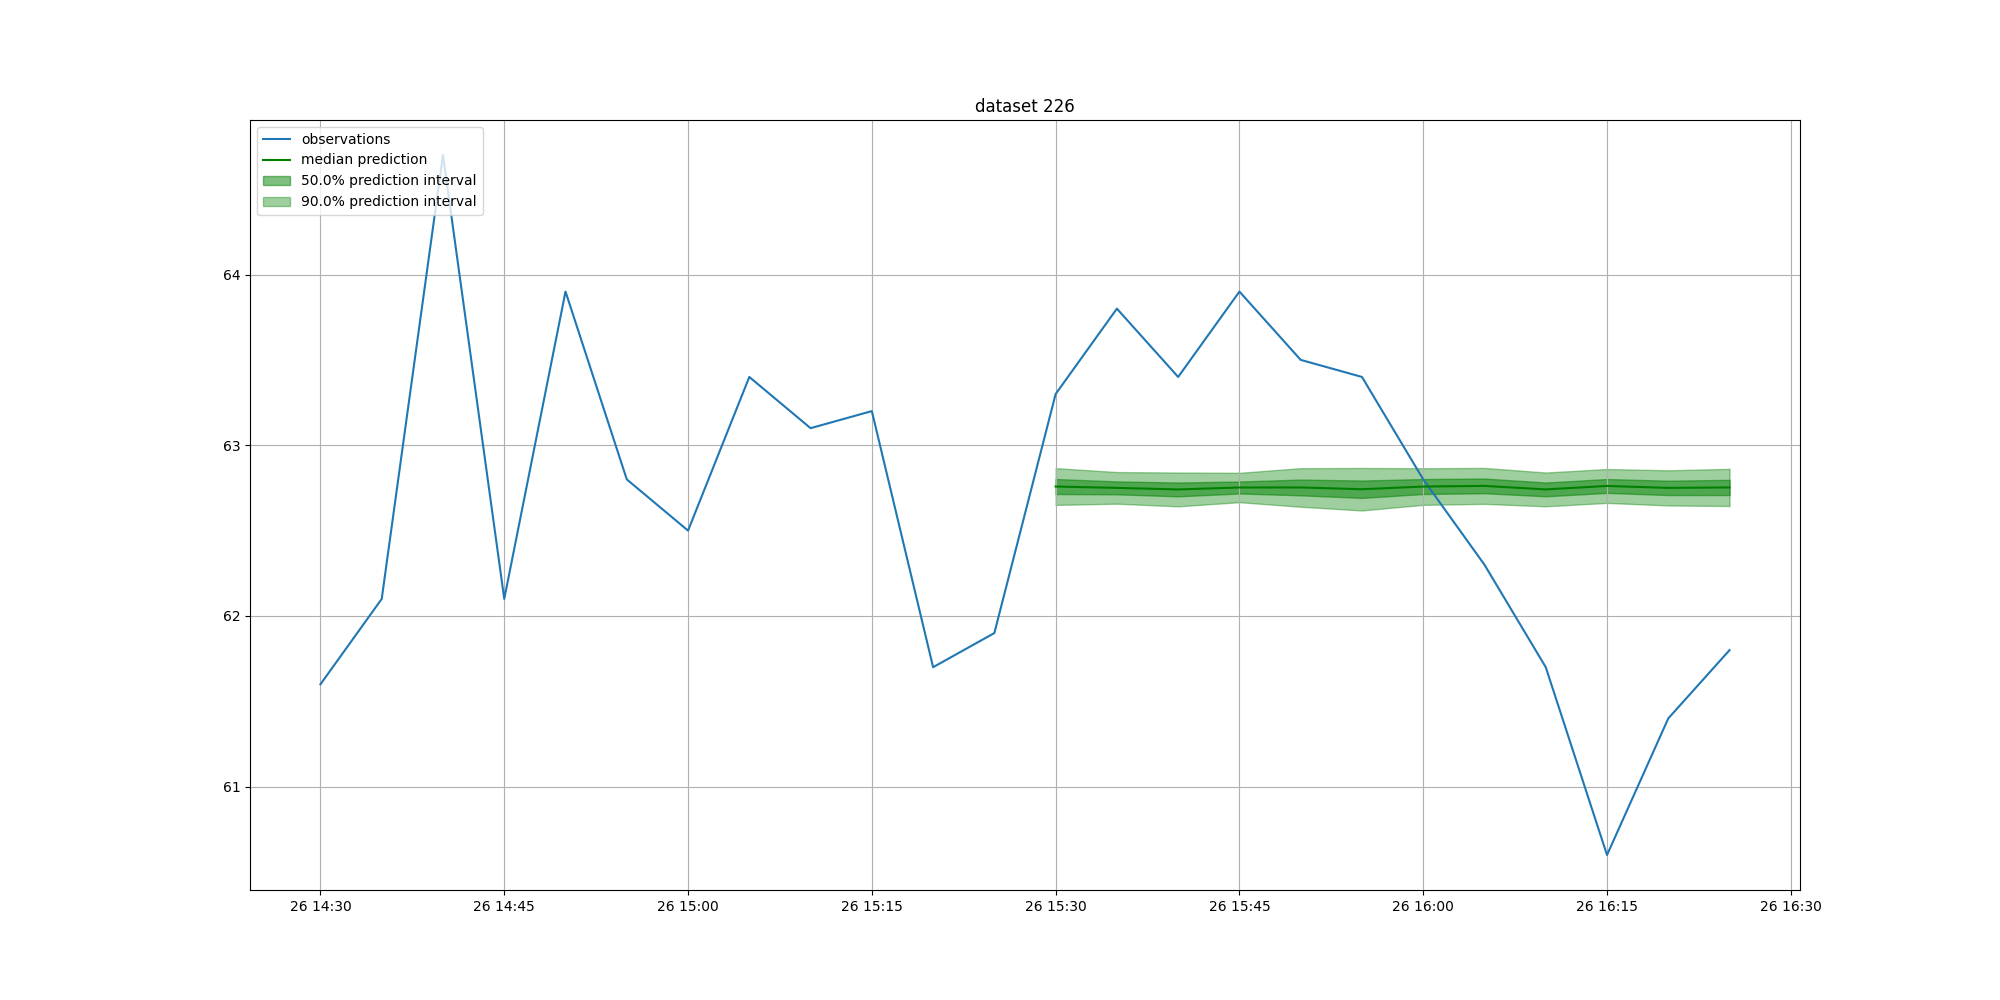 dataset 226
observations
median prediction
50.0% prediction interval
90.0% prediction interval
64
63
62
61
26 14:30 26 14:45 26 15:00 26 15:15 26 15:30 26 15:45 26 16:00 26 16:15 26 16:30